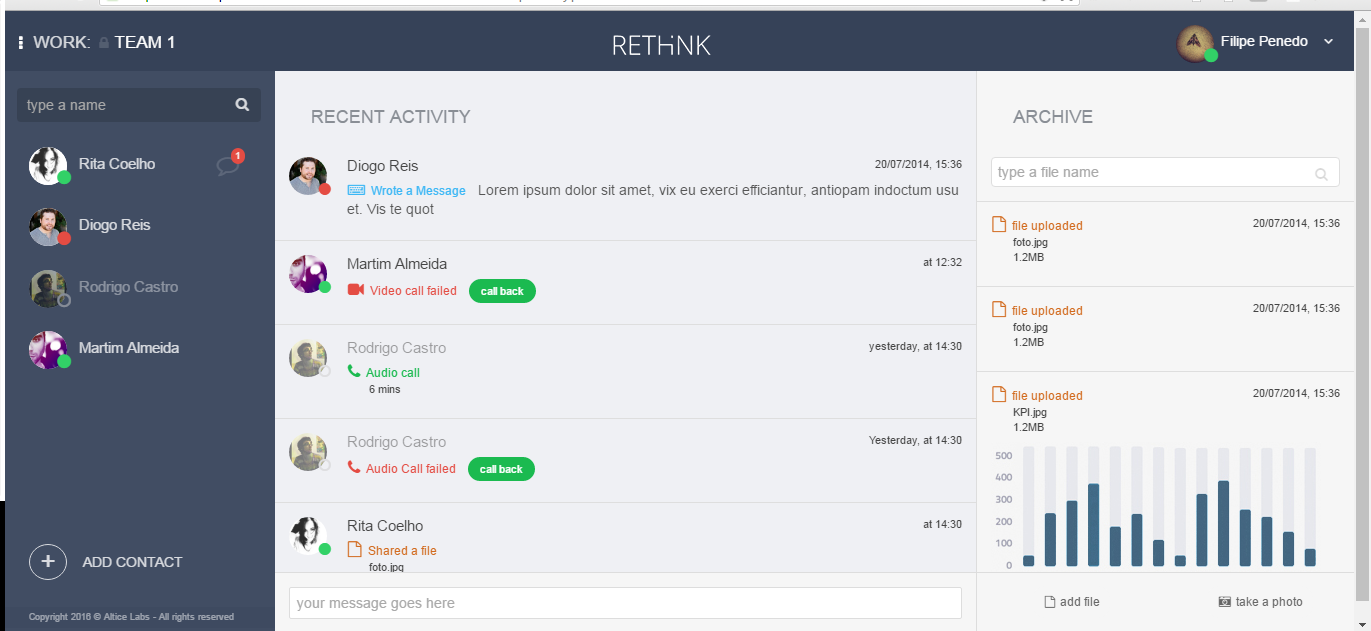 WORK: TEAM 1
RETHINK
Filipe Penedo
type a name
Rita Coelho
1
Diogo Reis
Rodrigo Castro
Martim Almeida
ADD CONTACT
Copyright 2016 © Altice Labs - All rights reserved
RECENT ACTIVITY
Diogo Reis
20/07/2014, 15:36
Wrote a Message Lorem ipsum dolor sit amet, vix eu exerci efficiantur, antiopam indoctum usu
et. Vis te quot
Martim Almeida
at 12:32
Video call failed call back
Rodrigo Castro
yesterday, at 14:30
Audio call
6 mins
Rodrigo Castro
Yesterday, at 14:30
Audio Call failed call back
Rita Coelho
at 14:30
Shared a file
foto.jpg
your message goes here
ARCHIVE
type a file name
file uploaded 20/07/2014, 15:36
foto.jpg
1.2MB
file uploaded 20/07/2014, 15:36
foto.jpg
1.2MB
file uploaded 20/07/2014, 15:36
KPI.jpg
1.2MB
500
400
300
200
100
0
add file take a photo